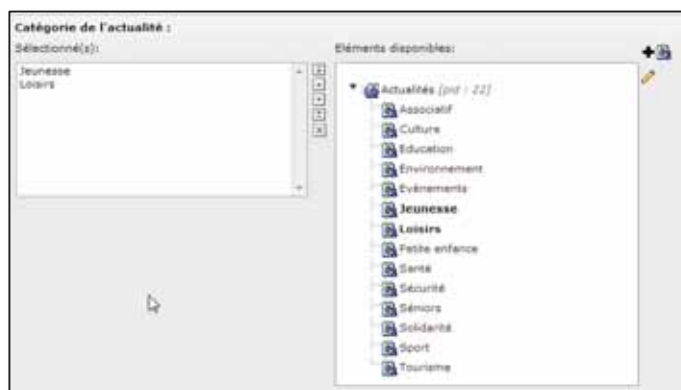 Catégorie de l'actualité :
Sélectionné(s):
Jeunesse
Loisirs
Eléments disponibles:
Actualités [pid : 22]
Associatif
Culture
Education
Environnement
Evénements
Jeunesse
Loisirs
Petite enfance
Santé
Sécurité
Séniors
Solidarité
Sport
Tourisme